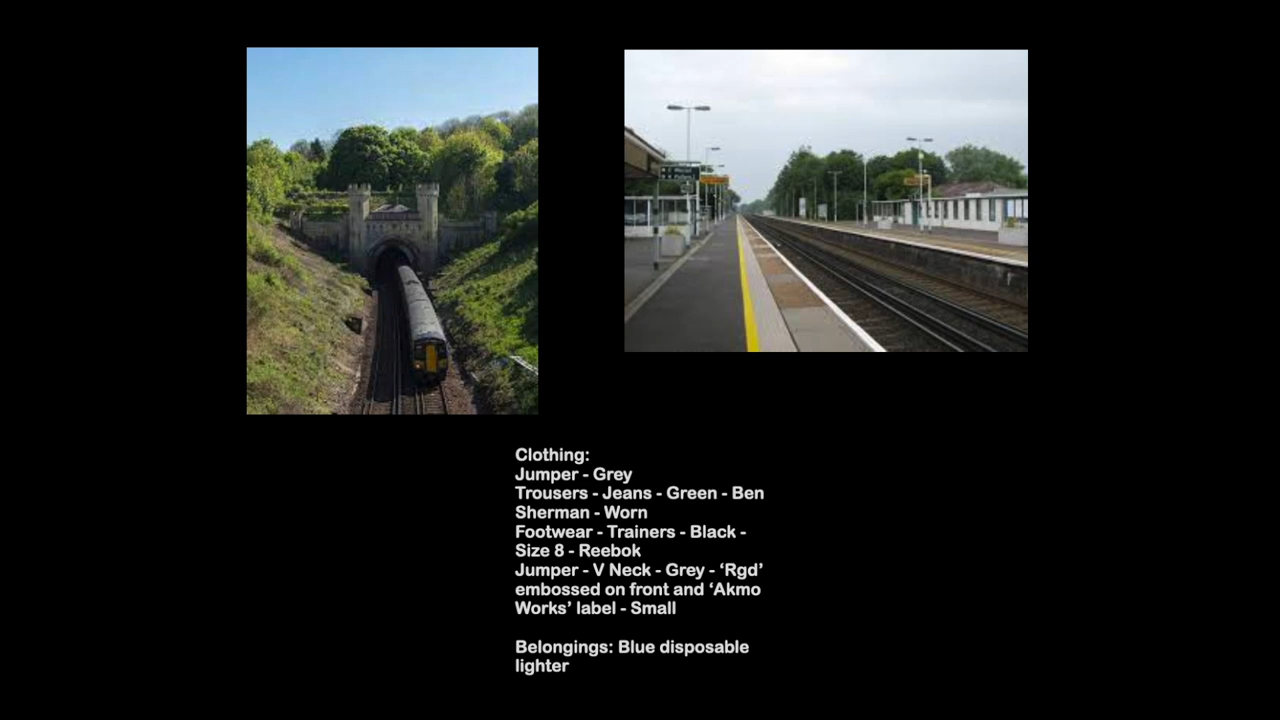 Clothing:
Jumper - Grey
Trousers - Jeans - Green - Ben
Sherman - Worn
Footwear - Trainers - Black -
Size 8 - Reebok
Jumper - V Neck - Grey - ‘Rgd’
embossed on front and ‘Akmo
Works’ label - Small
Belongings: Blue disposable
lighter